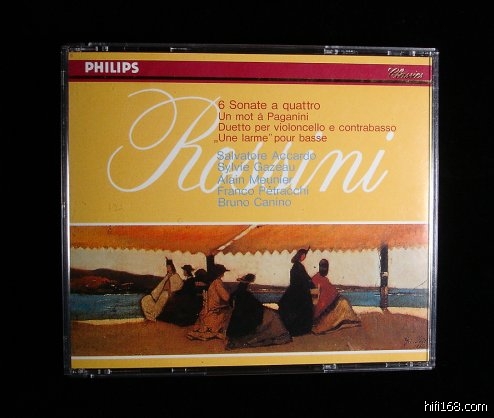 PHILIPS
Classics
Rossini
6 Sonate a quattro
Un mot à Paganini
Duetto per violoncello e contrabasso
„Une larme" pour basse
Salvatore Accardo
Sylvie Gazeau
Alain Meunier
Franco Petracchi
Bruno Canino
hifi168.com